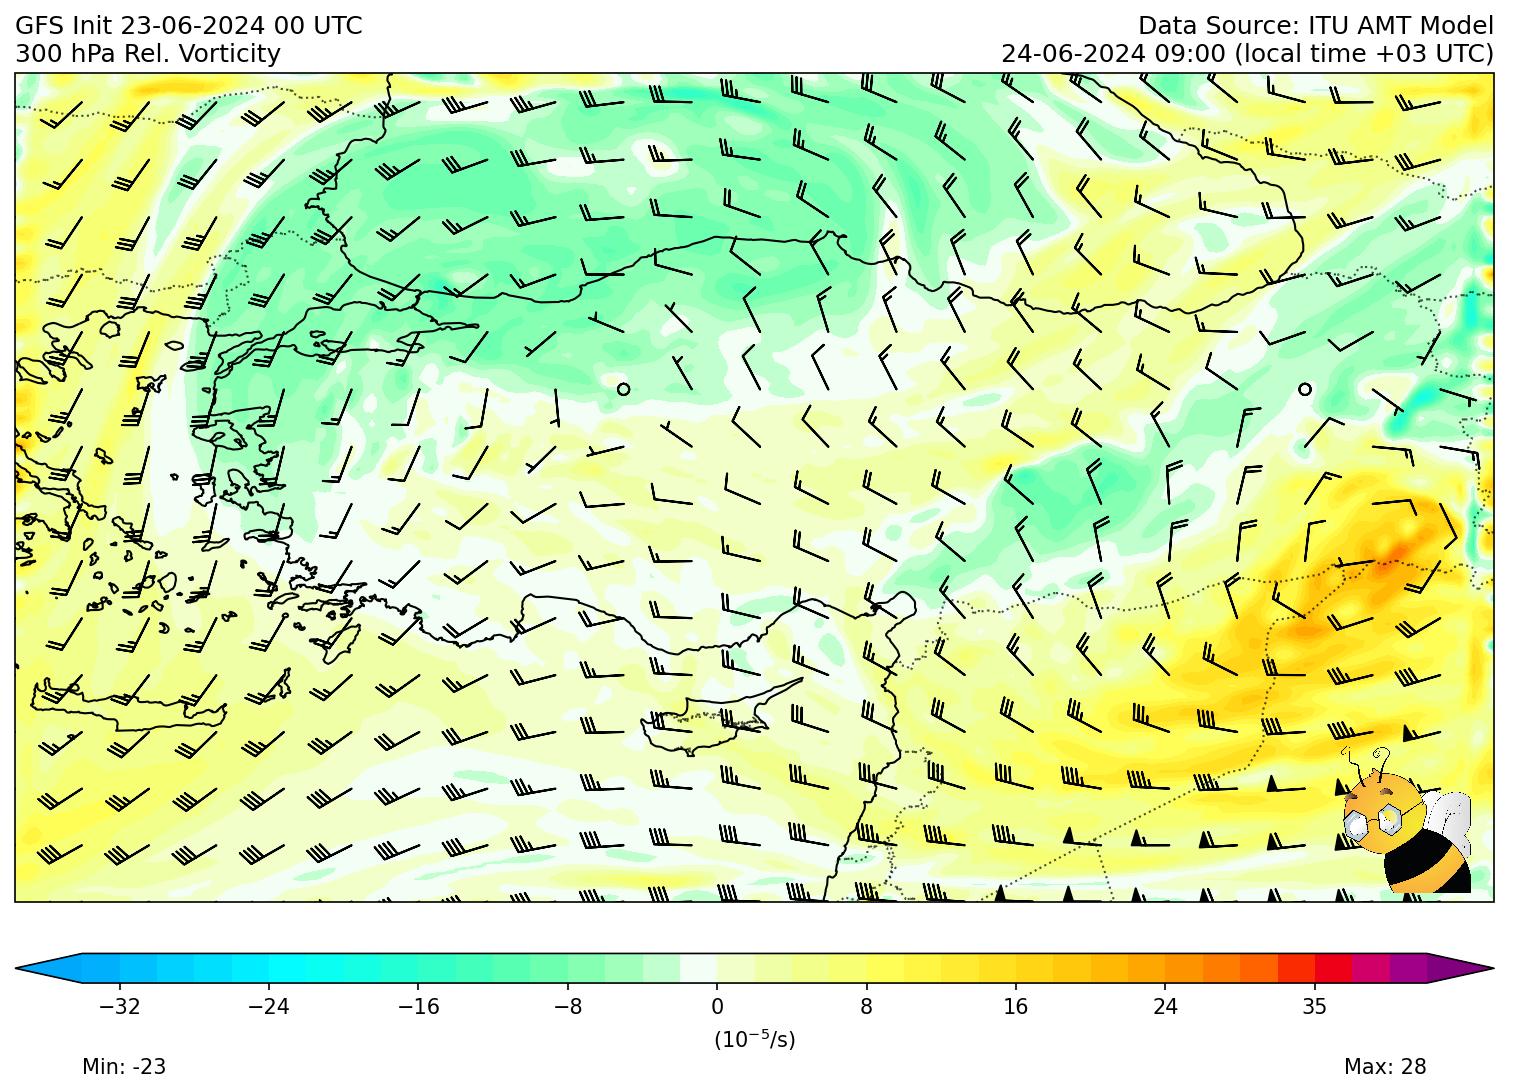 GFS Init 23-06-2024 00 UTC
Data Source: ITU AMT Model
300 hPa Rel. Vorticity
24-06-2024 09:00 (local time +03 UTC)
−32 −24 −16 −8 0 8 16 24 35
(10⁻⁵/s)
Min: -23
Max: 28